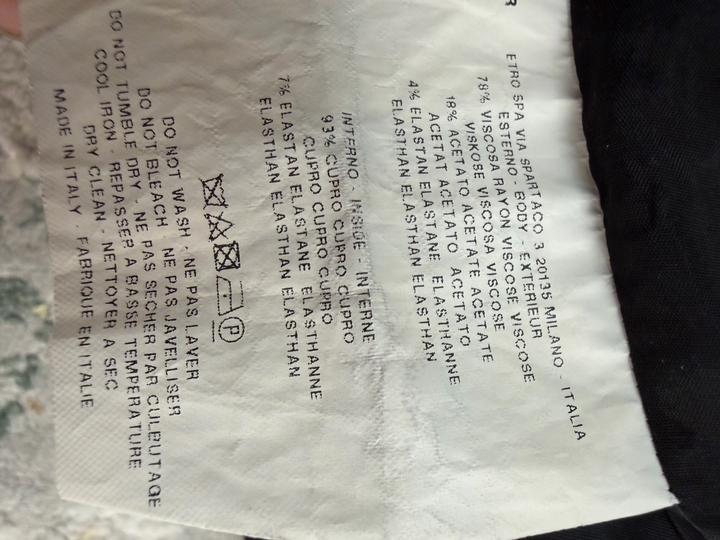 R
ETRO SPA VIA SPARTACO 3 20135 MILANO - ITALIA
ESTERNO - BODY - EXTERIEUR
78% VISCOSA RAYON VISCOSE VISCOSE
VISKOSE VISCOSA VISCOSE
18% ACETATO ACETATE ACETATE
ACETAT ACETATO ACETATO
4% ELASTAN ELASTANE ELASTHANNE
ELASTHAN ELASTHAN ELASTHAN
INTERNO - INSIDE - INTERNE
93% CUPRO CUPRO CUPRO
CUPRO CUPRO CUPRO
7% ELASTAN ELASTANE ELASTHANNE
ELASTHAN ELASTHAN ELASTHAN
P
DO NOT WASH - NE PAS LAVER
DO NOT BLEACH - NE PAS JAVELLISER
DO NOT TUMBLE DRY - NE PAS SECHER PAR CULBUTAGE
COOL IRON - REPASSER A BASSE TEMPERATURE
DRY CLEAN - NETTOYER A SEC
MADE IN ITALY - FABRIQUE EN ITALIE